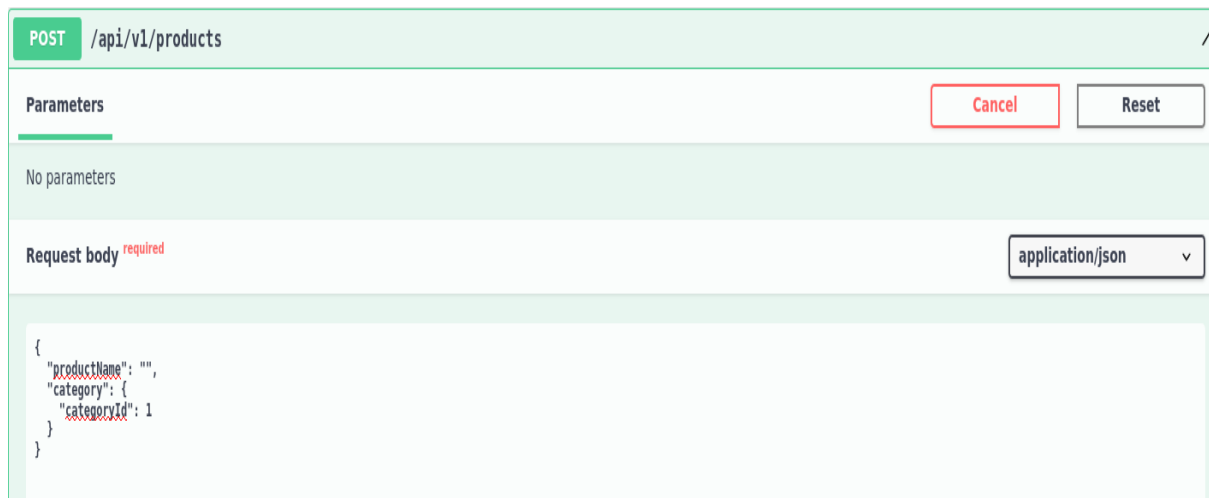 POST /api/v1/products
Parameters Cancel Reset
No parameters
Request body required application/json
{
  "productName": "",
  "category": {
    "categoryId": 1
  }
}